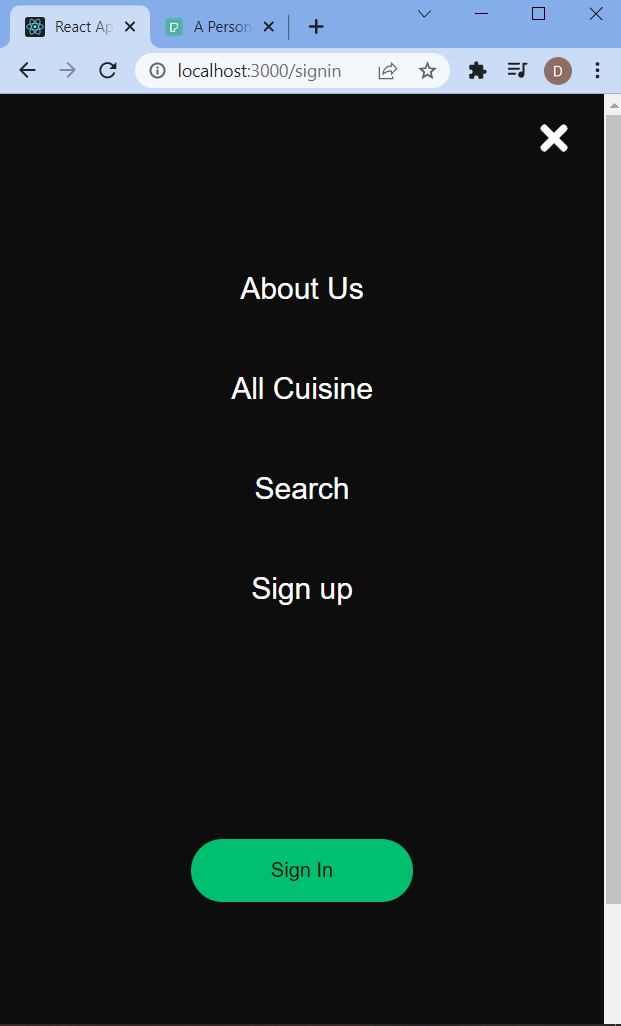 React Ap
A Person
localhost:3000/signin
D
About Us
All Cuisine
Search
Sign up
Sign In